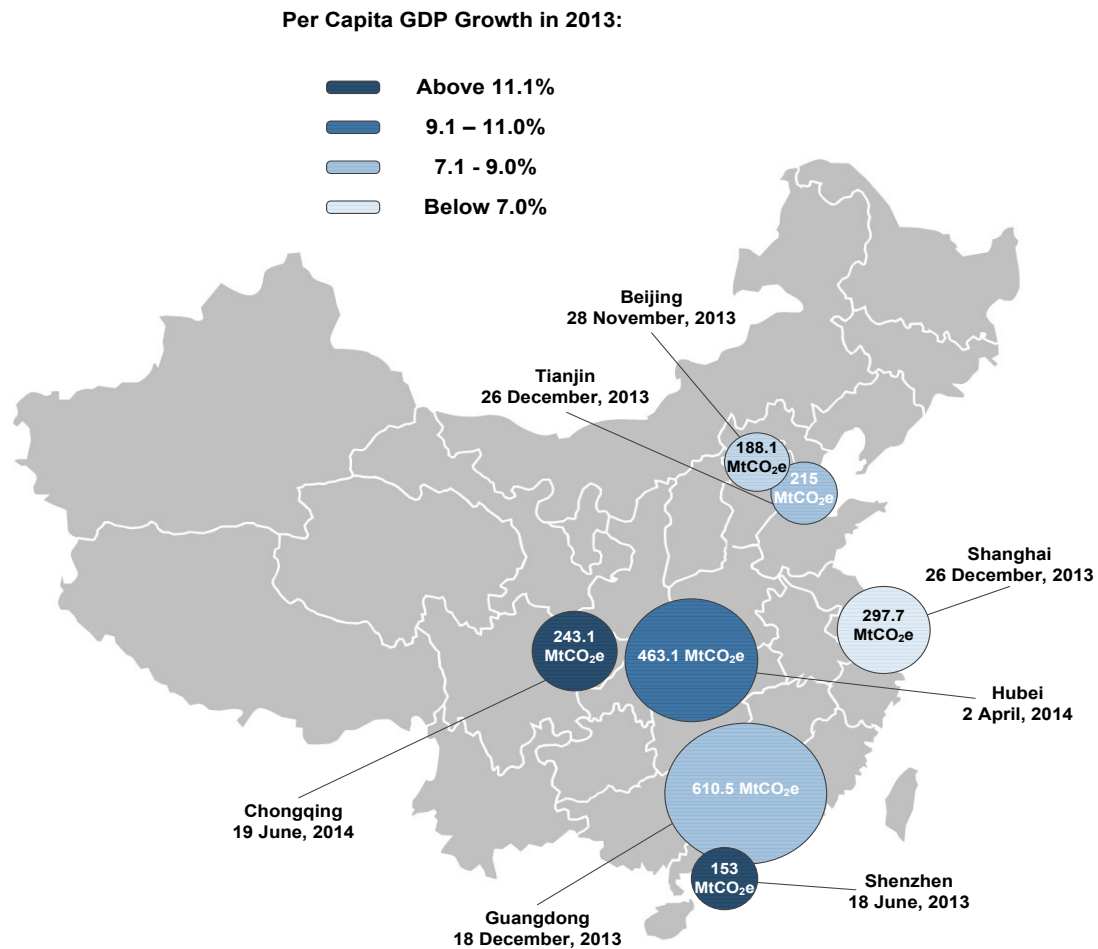 Per Capita GDP Growth in 2013:
Above 11.1%
9.1 – 11.0%
7.1 - 9.0%
Below 7.0%
Beijing
28 November, 2013
Tianjin
26 December, 2013
188.1
MtCO₂e
215
MtCO₂e
Shanghai
26 December, 2013
297.7
MtCO₂e
243.1
MtCO₂e
463.1 MtCO₂e
Hubei
2 April, 2014
610.5 MtCO₂e
Chongqing
19 June, 2014
153
MtCO₂e
Shenzhen
18 June, 2013
Guangdong
18 December, 2013